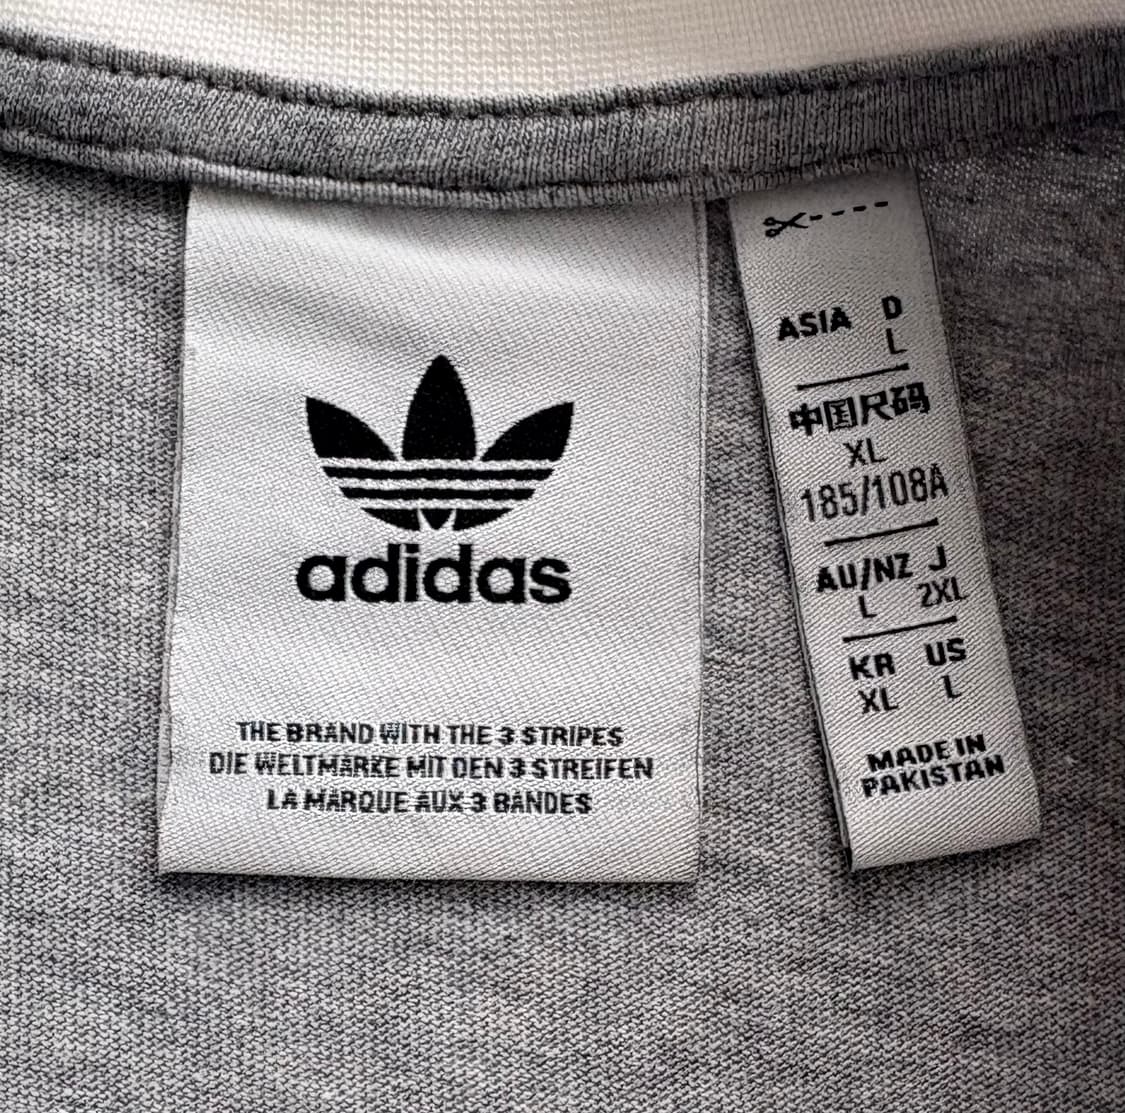 adidas
THE BRAND WITH THE 3 STRIPES
DIE WELTMARKE MIT DEN 3 STREIFEN
LA MARQUE AUX 3 BANDES
ASIA D
L
中国尺码
XL
185/108A
AU/NZ J
L 2XL
KR US
XL L
MADE IN
PAKISTAN